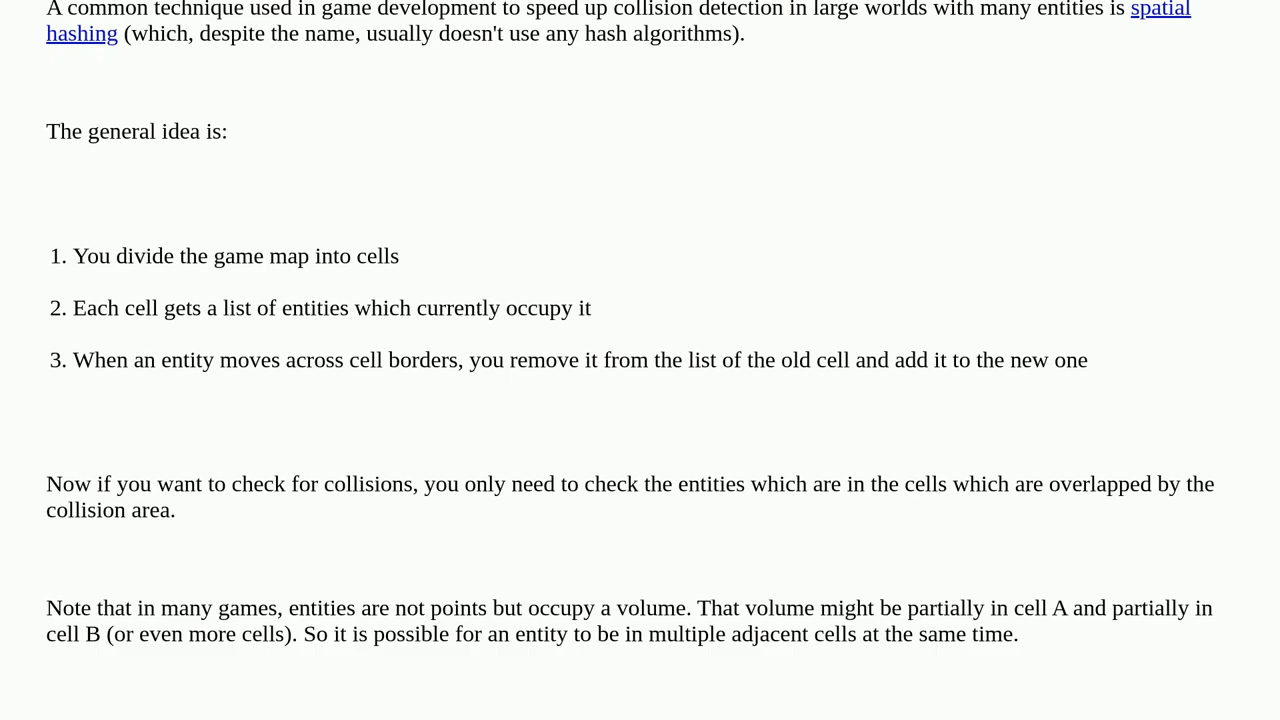 A common technique used in game development to speed up collision detection in large worlds with many entities is spatial
hashing (which, despite the name, usually doesn't use any hash algorithms).
The general idea is:
1. You divide the game map into cells
2. Each cell gets a list of entities which currently occupy it
3. When an entity moves across cell borders, you remove it from the list of the old cell and add it to the new one
Now if you want to check for collisions, you only need to check the entities which are in the cells which are overlapped by the
collision area.
Note that in many games, entities are not points but occupy a volume. That volume might be partially in cell A and partially in
cell B (or even more cells). So it is possible for an entity to be in multiple adjacent cells at the same time.